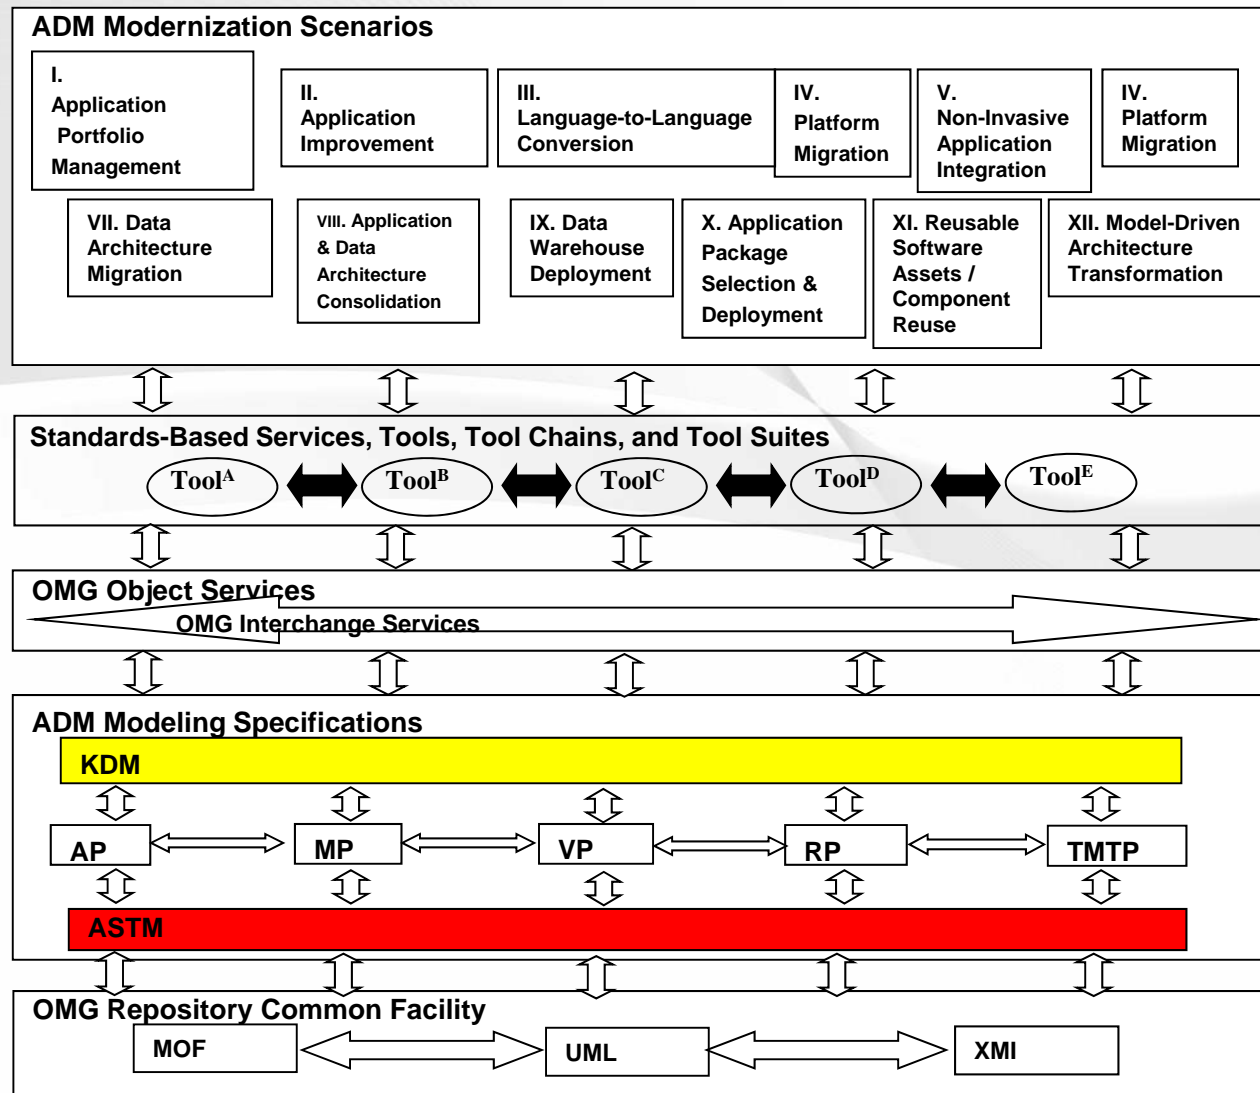 ADM Modernization Scenarios
I.
Application
Portfolio
Management
II.
Application
Improvement
III.
Language-to-Language
Conversion
IV.
Platform
Migration
V.
Non-Invasive
Application
Integration
IV.
Platform
Migration
VII. Data
Architecture
Migration
VIII. Application
& Data
Architecture
Consolidation
IX. Data
Warehouse
Deployment
X. Application
Package
Selection &
Deployment
XI. Reusable
Software
Assets /
Component
Reuse
XII. Model-Driven
Architecture
Transformation
Standards-Based Services, Tools, Tool Chains, and Tool Suites
ToolA
ToolB
ToolC
ToolD
ToolE
OMG Object Services
OMG Interchange Services
ADM Modeling Specifications
KDM
AP
MP
VP
RP
TMTP
ASTM
OMG Repository Common Facility
MOF
UML
XMI